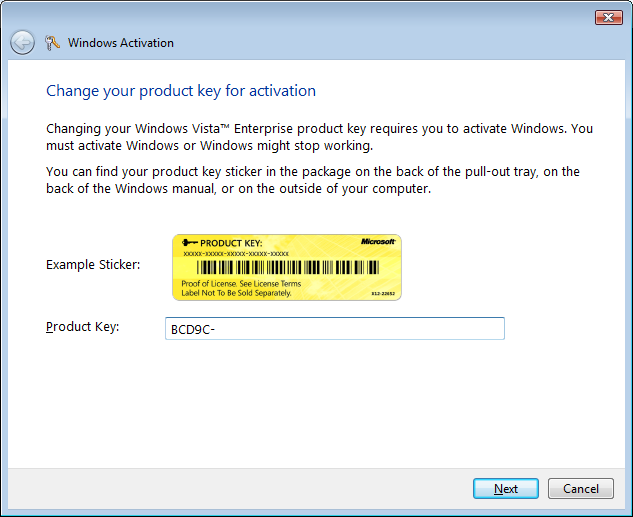 Windows Activation
Change your product key for activation
Changing your Windows Vista™ Enterprise product key requires you to activate Windows. You
must activate Windows or Windows might stop working.
You can find your product key sticker in the package on the back of the pull-out tray, on the
back of the Windows manual, or on the outside of your computer.
Example Sticker:
PRODUCT KEY:
Microsoft
XXXXX-XXXXX-XXXXX-XXXXX-XXXXX
Proof of License. See License Terms
Label Not To Be Sold Separately.
X12-22652
Product Key:
BCD9C-
Next
Cancel